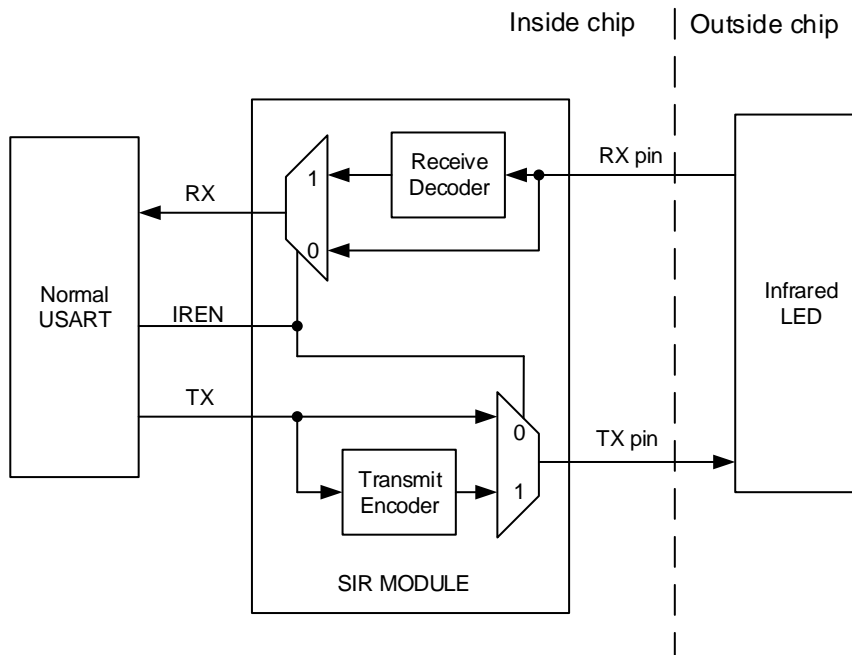 Inside chip
Outside chip
RX pin
Receive
Decoder
1
RX
0
Normal
USART
IREN
Infrared
LED
TX
0
TX pin
Transmit
Encoder
1
SIR MODULE